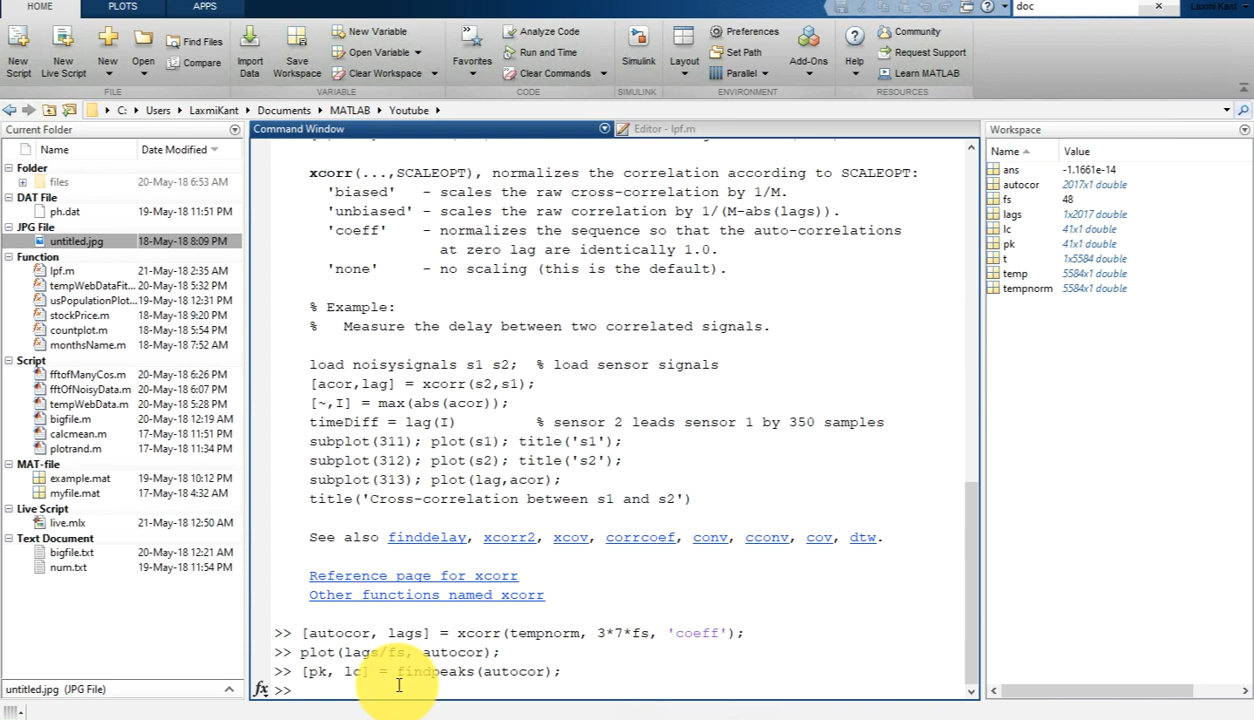 HOME PLOTS APPS
doc
Laxmi Kant
New Script
New Live Script
New
Open
Find Files
Compare
Import Data
Save Workspace
New Variable
Open Variable
Clear Workspace
Favorites
Analyze Code
Run and Time
Clear Commands
Simulink
Layout
Preferences
Set Path
Parallel
Add-Ons
Help
Community
Request Support
Learn MATLAB
FILE VARIABLE CODE SIMULINK ENVIRONMENT RESOURCES
C: Users LaxmiKant Documents MATLAB Youtube
Current Folder
Name Date Modified
Folder
files 20-May-18 6:53 AM
DAT File
ph.dat 19-May-18 11:51 PM
JPG File
untitled.jpg 18-May-18 8:09 PM
Function
lpf.m 21-May-18 2:35 AM
tempWebDataFit... 20-May-18 5:32 PM
usPopulationPlot... 19-May-18 12:31 PM
stockPrice.m 18-May-18 9:20 PM
countplot.m 18-May-18 5:54 PM
monthsName.m 18-May-18 7:52 AM
Script
fftofManyCos.m 20-May-18 6:26 PM
fftOfNoisyData.m 20-May-18 6:07 PM
tempWebData.m 20-May-18 5:28 PM
bigfile.m 20-May-18 12:19 AM
calcmean.m 17-May-18 11:51 PM
plotrand.m 17-May-18 11:34 PM
MAT-file
example.mat 19-May-18 10:12 PM
myfile.mat 17-May-18 4:32 AM
Live Script
live.mlx 21-May-18 12:50 AM
Text Document
bigfile.txt 20-May-18 12:21 AM
num.txt 19-May-18 11:54 PM
untitled.jpg (JPG File)
Command Window
Editor - lpf.m
xcorr(...,SCALEOPT), normalizes the correlation according to SCALEOPT:
'biased' - scales the raw cross-correlation by 1/M.
'unbiased' - scales the raw correlation by 1/(M-abs(lags)).
'coeff' - normalizes the sequence so that the auto-correlations
at zero lag are identically 1.0.
'none' - no scaling (this is the default).
% Example:
% Measure the delay between two correlated signals.
load noisysignals s1 s2; % load sensor signals
[acor,lag] = xcorr(s2,s1);
[~,I] = max(abs(acor));
timeDiff = lag(I) % sensor 2 leads sensor 1 by 350 samples
subplot(311); plot(s1); title('s1');
subplot(312); plot(s2); title('s2');
subplot(313); plot(lag,acor);
title('Cross-correlation between s1 and s2')
See also finddelay, xcorr2, xcov, corrcoef, conv, cconv, cov, dtw.
Reference page for xcorr
Other functions named xcorr
>> [autocor, lags] = xcorr(tempnorm, 3*7*fs, 'coeff');
>> plot(lags/fs, autocor);
>> [pk, lc] = findpeaks(autocor);
fx >>
Workspace
Name Value
ans -1.1661e-14
autocor 2017x1 double
fs 48
lags 1x2017 double
lc 41x1 double
pk 41x1 double
t 1x5584 double
temp 5584x1 double
tempnorm 5584x1 double